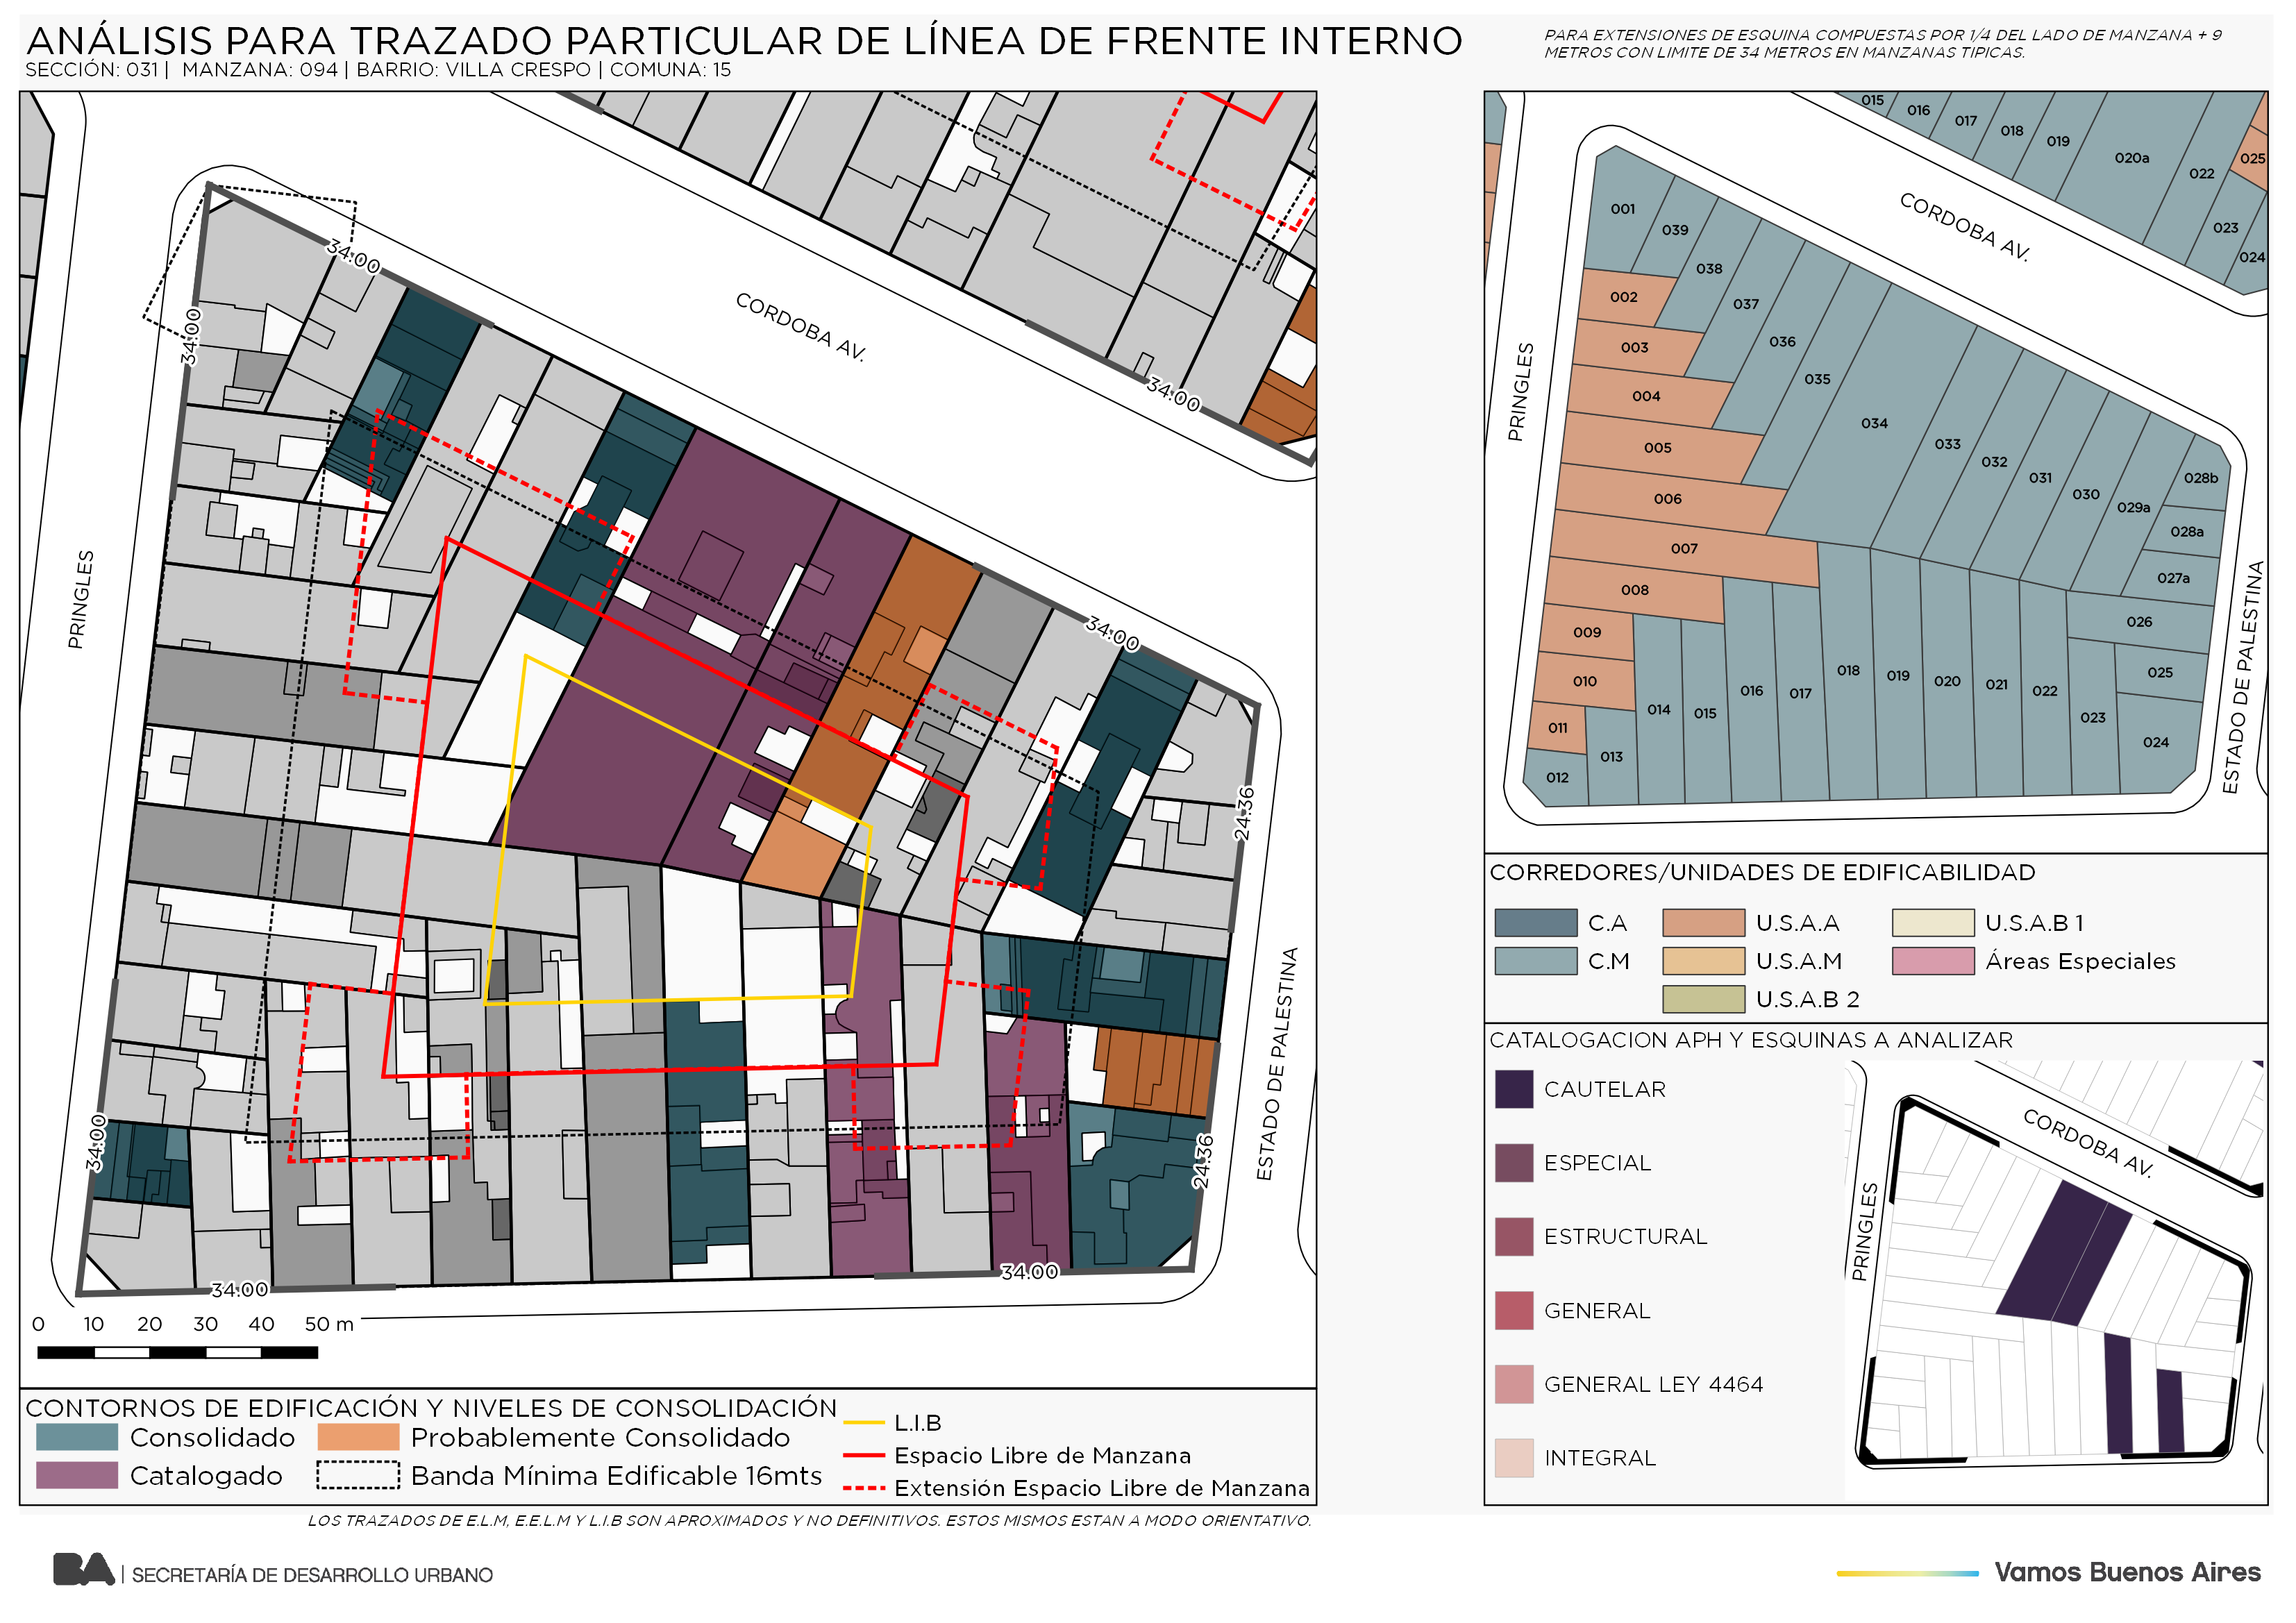 ANÁLISIS PARA TRAZADO PARTICULAR DE LÍNEA DE FRENTE INTERNO
SECCIÓN: 031 | MANZANA: 094 | BARRIO: VILLA CRESPO | COMUNA: 15
PARA EXTENSIONES DE ESQUINA COMPUESTAS POR 1/4 DEL LADO DE MANZANA + 9
METROS CON LIMITE DE 34 METROS EN MANZANAS TIPICAS.
34.00
34.00
CORDOBA AV.
34.00
34.00
24.36
PRINGLES
ESTADO DE PALESTINA
34.00
24.36
34.00
34.00
0 10 20 30 40 50 m
CONTORNOS DE EDIFICACIÓN Y NIVELES DE CONSOLIDACIÓN
Consolidado
Probablemente Consolidado
Catalogado
Banda Mínima Edificable 16mts
L.I.B
Espacio Libre de Manzana
Extensión Espacio Libre de Manzana
LOS TRAZADOS DE E.L.M, E.E.L.M Y L.I.B SON APROXIMADOS Y NO DEFINITIVOS. ESTOS MISMOS ESTAN A MODO ORIENTATIVO.
015
016
017
018
019
020a
022
025
023
024
CORDOBA AV.
PRINGLES
ESTADO DE PALESTINA
001
039
038
037
036
035
034
033
032
031
030
029a
028b
028a
027a
026
025
024
002
003
004
005
006
007
008
009
010
011
012
013
014
015
016
017
018
019
020
021
022
023
CORREDORES/UNIDADES DE EDIFICABILIDAD
C.A
U.S.A.A
U.S.A.B 1
C.M
U.S.A.M
Áreas Especiales
U.S.A.B 2
CATALOGACION APH Y ESQUINAS A ANALIZAR
CAUTELAR
ESPECIAL
ESTRUCTURAL
GENERAL
GENERAL LEY 4464
INTEGRAL
CORDOBA AV.
PRINGLES
BA | SECRETARÍA DE DESARROLLO URBANO
Vamos Buenos Aires